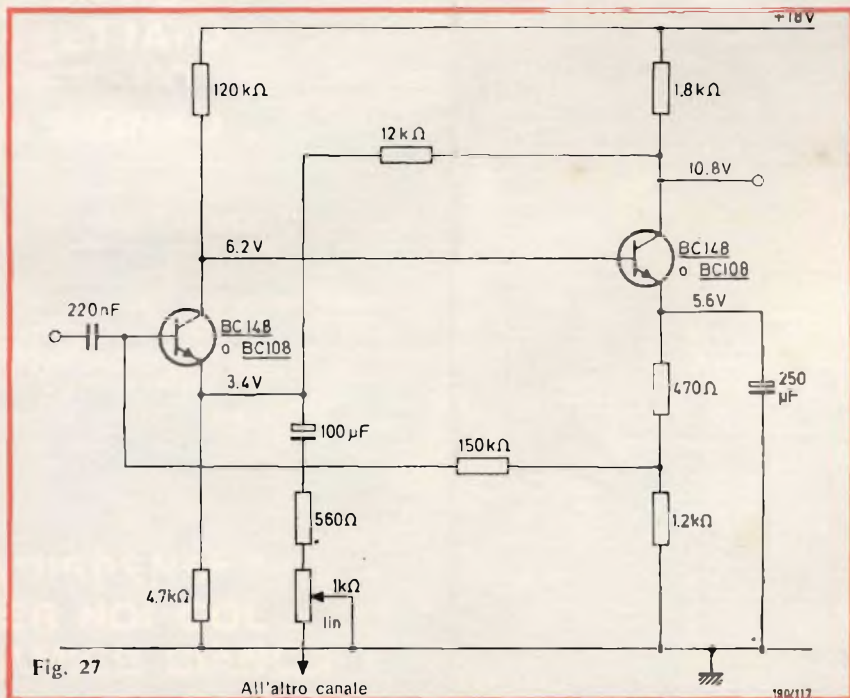 +18V
120kΩ
1.8kΩ
12kΩ
10.8V
6.2V
BC148
o BC108
5.6V
220nF
BC148
o BC108
3.4V
470Ω
250
µF
100µF
150kΩ
560Ω
1.2kΩ
4.7kΩ
1kΩ
lin
Fig. 27
All'altro canale
190/117